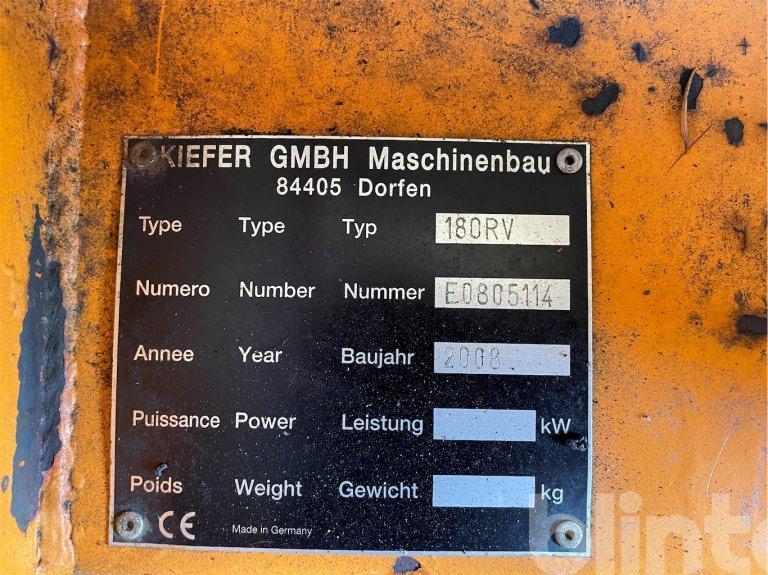 KIEFER GMBH Maschinenbau
84405 Dorfen
Type Type Typ 180RV
Numero Number Nummer E0805114
Annee Year Baujahr 2008
Puissance Power Leistung kW
Poids Weight Gewicht kg
CE Made in Germany